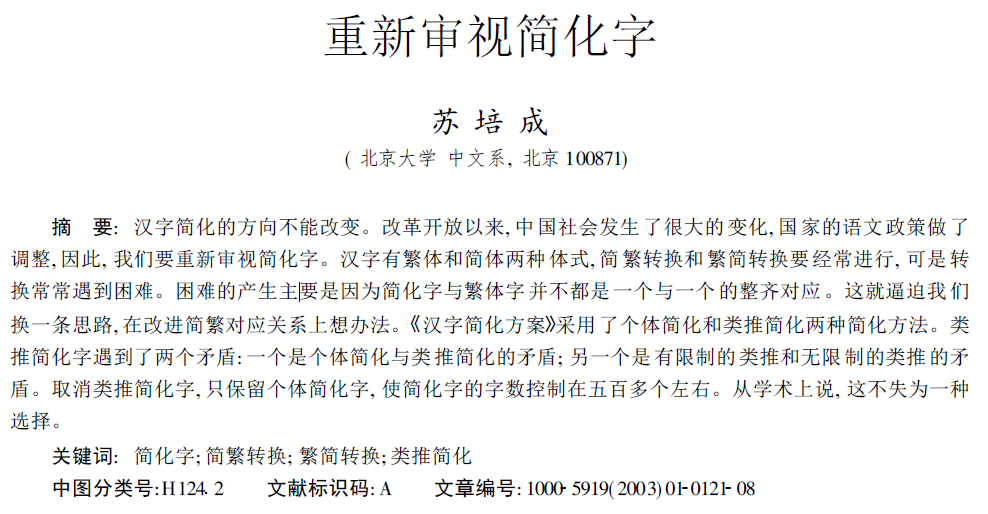 重新审视简化字
苏培成
( 北京大学 中文系, 北京 100871)
摘 要: 汉字简化的方向不能改变。改革开放以来, 中国社会发生了很大的变化, 国家的语文政策做了
调整, 因此, 我们要重新审视简化字。汉字有繁体和简体两种体式, 简繁转换和繁简转换要经常进行, 可是转
换常常遇到困难。困难的产生主要是因为简化字与繁体字并不都是一个与一个的整齐对应。这就逼迫我们
换一条思路, 在改进简繁对应关系上想办法。《汉字简化方案》采用了个体简化和类推简化两种简化方法。类
推简化字遇到了两个矛盾: 一个是个体简化与类推简化的矛盾; 另一个是有限制的类推和无限制的类推的矛
盾。取消类推简化字, 只保留个体简化字, 使简化字的字数控制在五百多个左右。从学术上说, 这不失为一种
选择。
关键词: 简化字; 简繁转换; 繁简转换; 类推简化
中图分类号: H124. 2 文献标识码: A 文章编号: 1000-5919( 2003) 01-0121-08